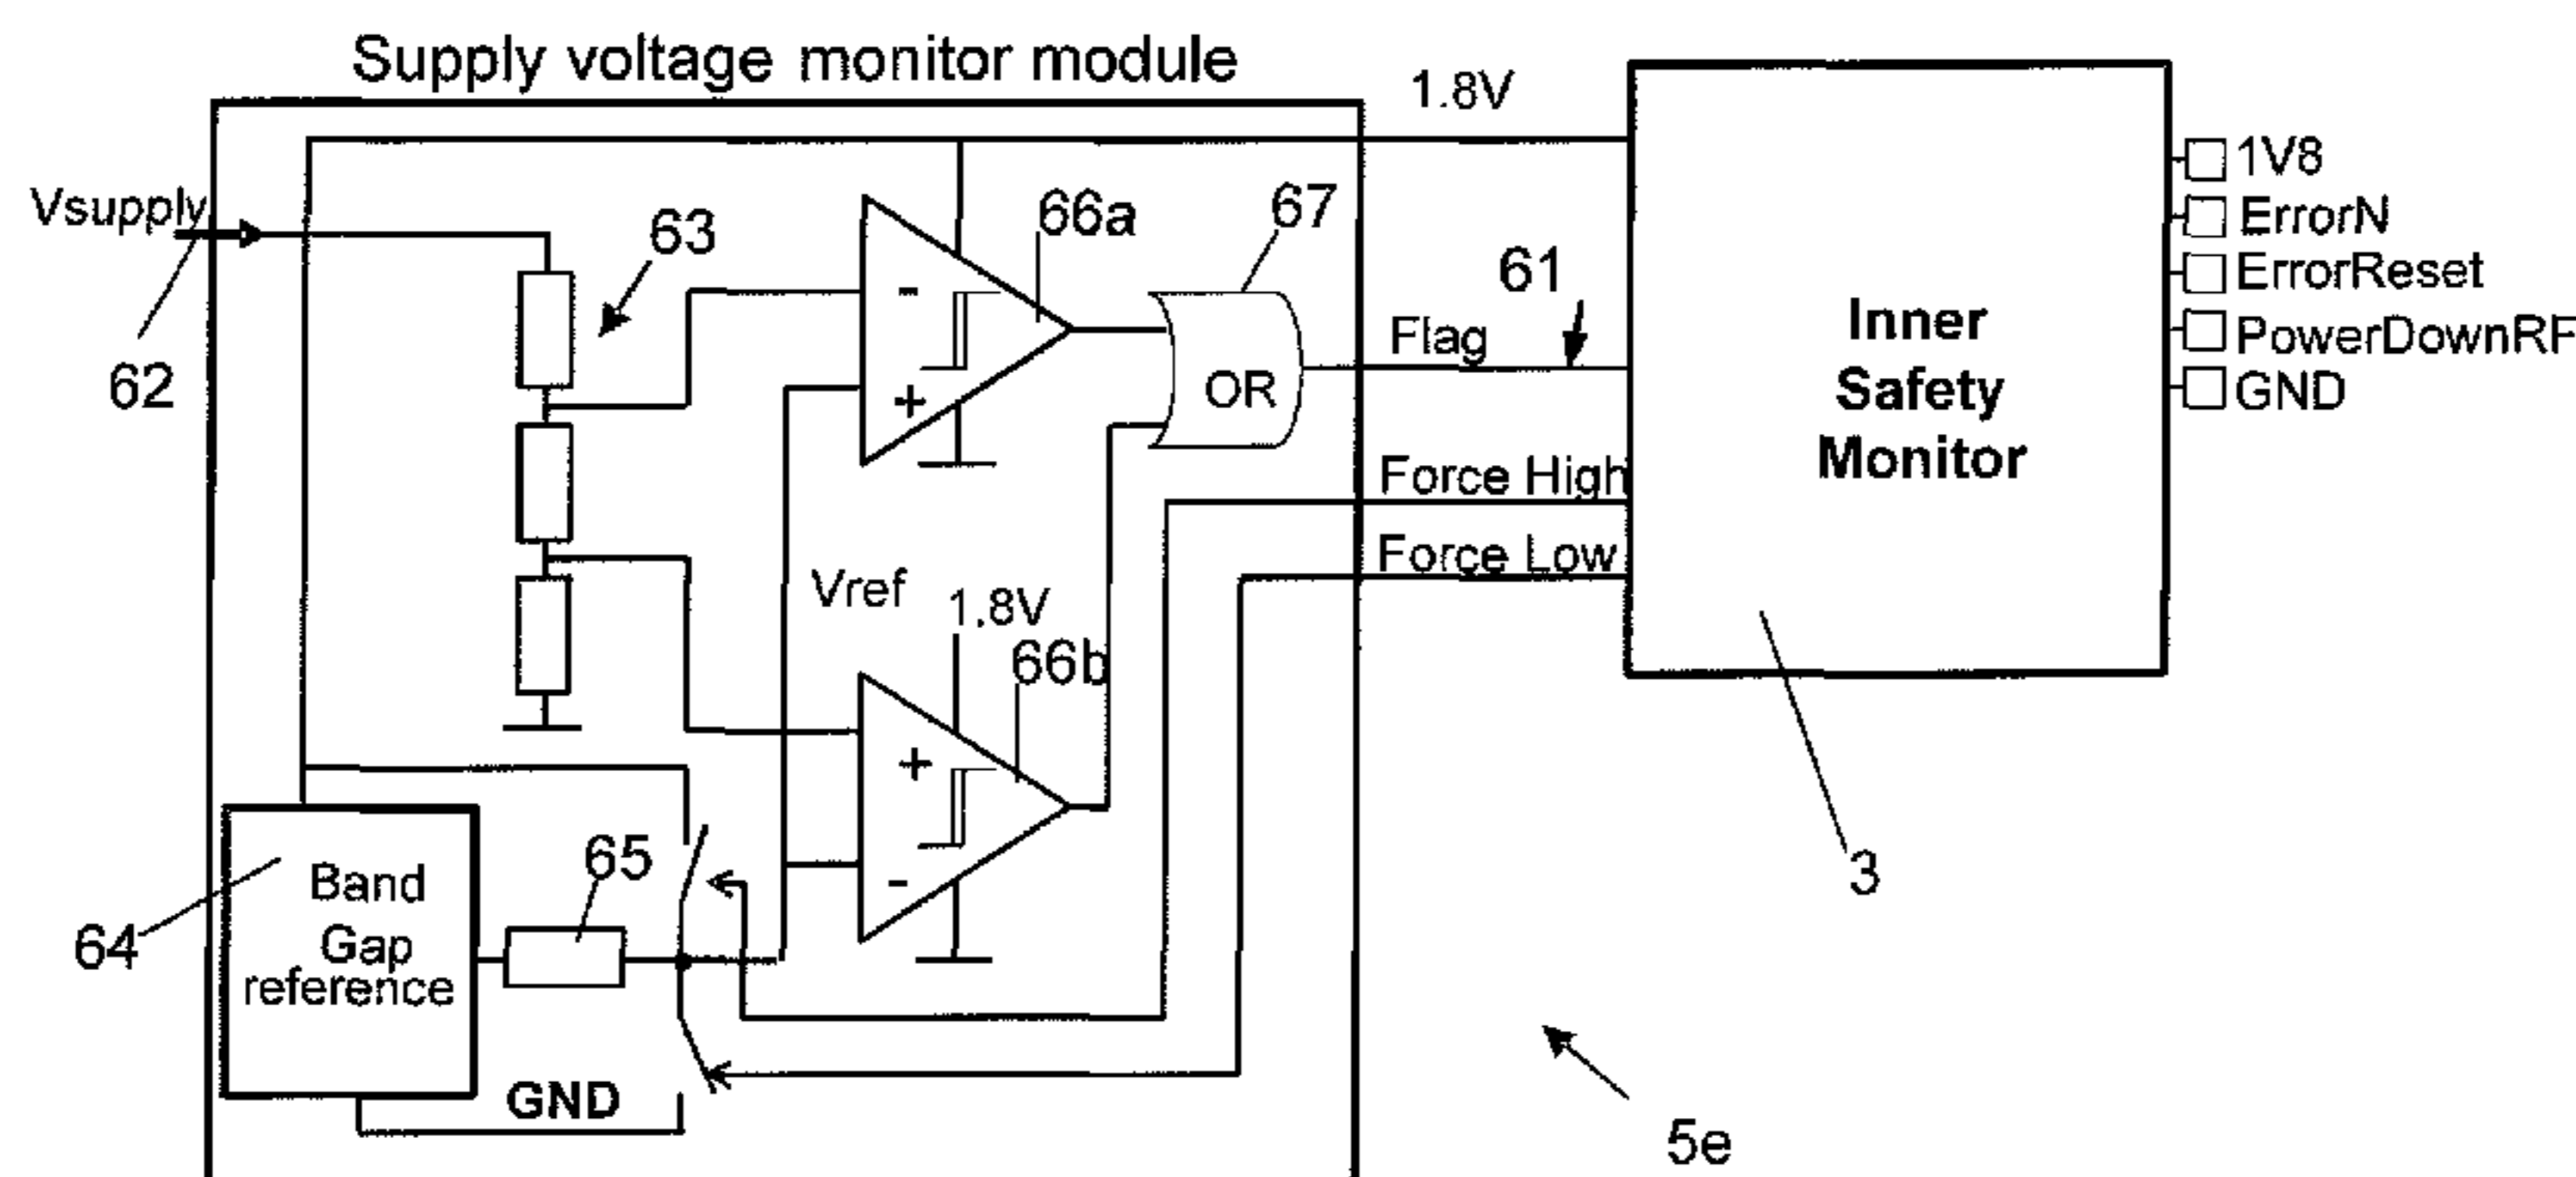 Supply voltage monitor module
1.8V
Vsupply
62
63
66a
67
61
Flag
OR
Force High
Force Low
Vref
1.8V
66b
-
+
+
-
65
64
Band
Gap
reference
GND
Inner
Safety
Monitor
1V8
ErrorN
ErrorReset
PowerDownRF
GND
3
5e